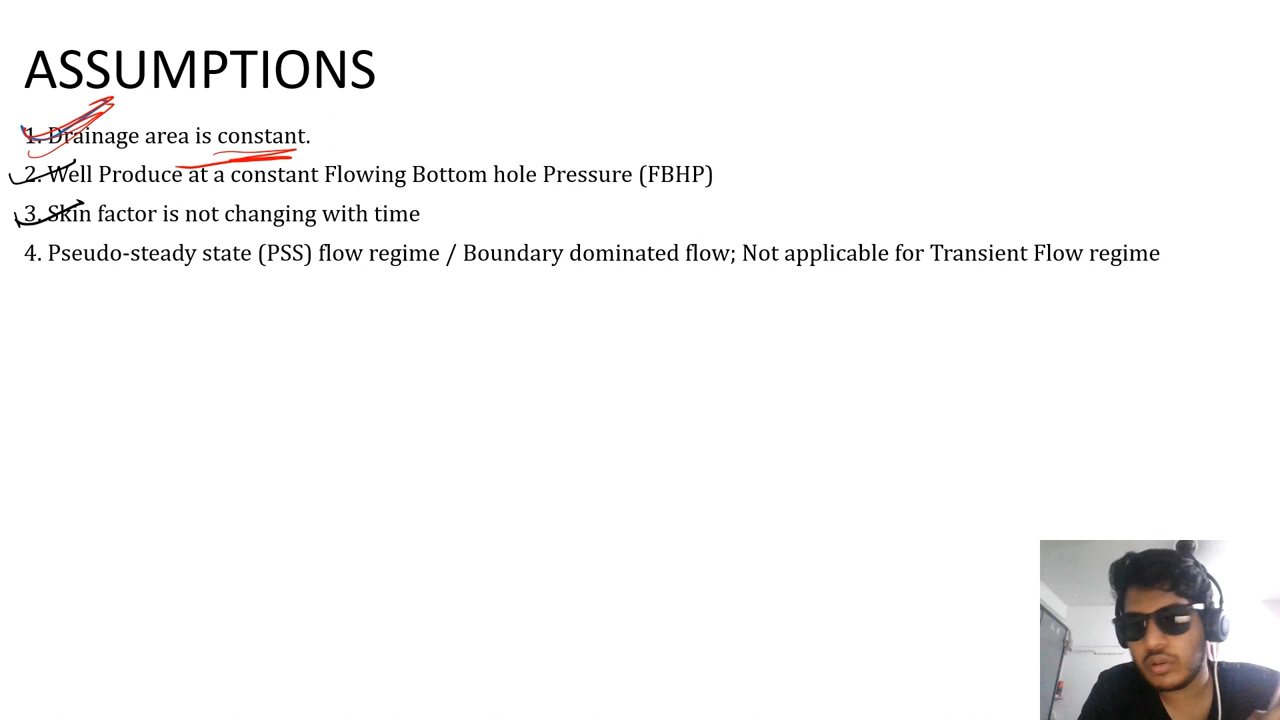 ASSUMPTIONS
1. Drainage area is constant.
2. Well Produce at a constant Flowing Bottom hole Pressure (FBHP)
3. Skin factor is not changing with time
4. Pseudo-steady state (PSS) flow regime / Boundary dominated flow; Not applicable for Transient Flow regime